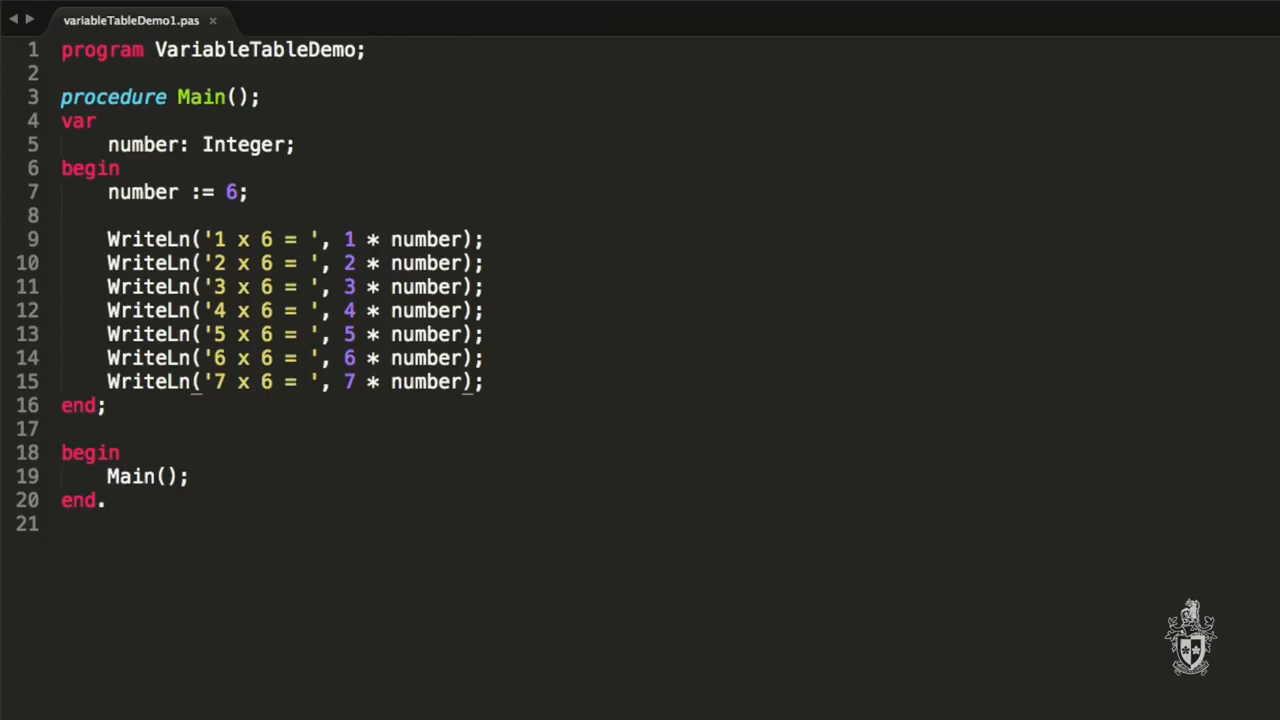 variableTableDemo1.pas ×
1 program VariableTableDemo;
2
3 procedure Main();
4 var
5 number: Integer;
6 begin
7 number := 6;
8
9 WriteLn('1 x 6 = ', 1 * number);
10 WriteLn('2 x 6 = ', 2 * number);
11 WriteLn('3 x 6 = ', 3 * number);
12 WriteLn('4 x 6 = ', 4 * number);
13 WriteLn('5 x 6 = ', 5 * number);
14 WriteLn('6 x 6 = ', 6 * number);
15 WriteLn('7 x 6 = ', 7 * number);
16 end;
17
18 begin
19 Main();
20 end.
21